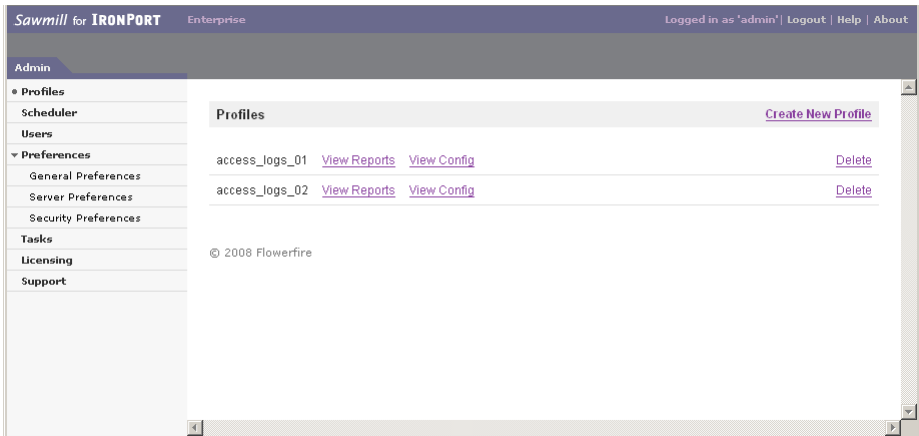 Sawmill for IRONPORT Enterprise Logged in as 'admin'| Logout | Help | About
Admin
Profiles
Scheduler
Users
Preferences
General Preferences
Server Preferences
Security Preferences
Tasks
Licensing
Support
Profiles Create New Profile
access_logs_01 View Reports View Config Delete
access_logs_02 View Reports View Config Delete
© 2008 Flowerfire